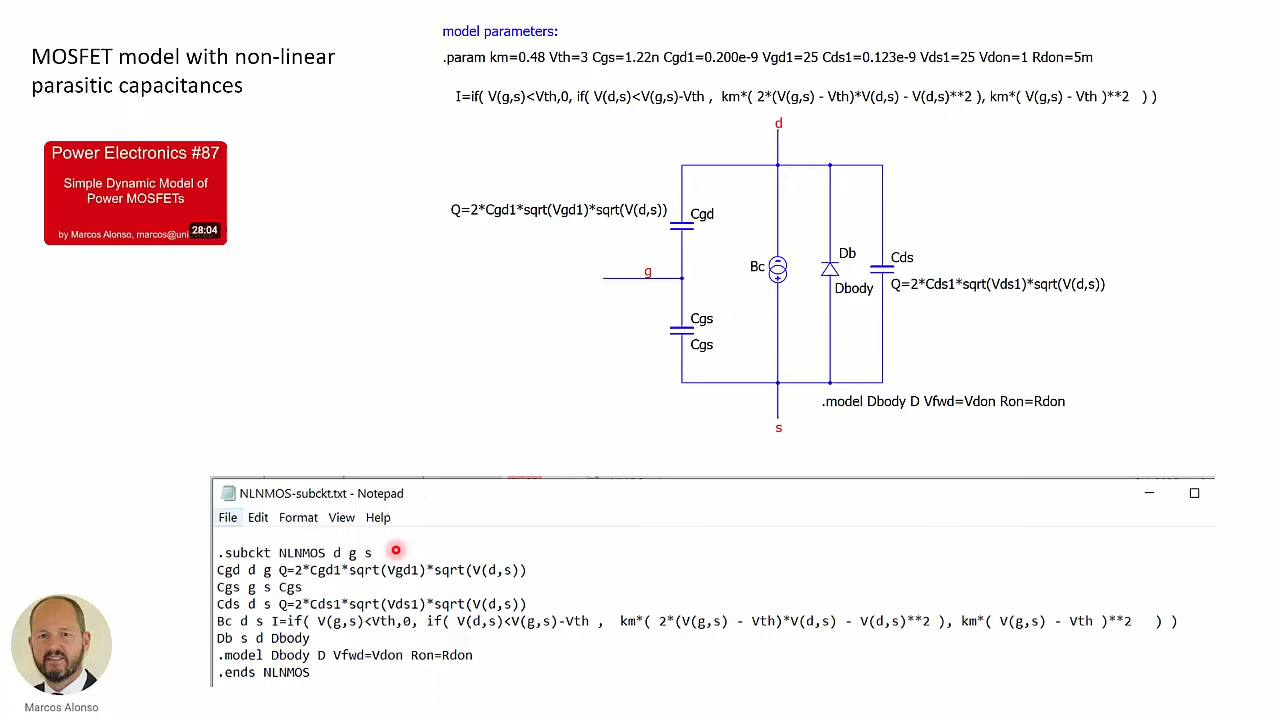 MOSFET model with non-linear
parasitic capacitances
Power Electronics #87
Simple Dynamic Model of
Power MOSFETs
by Marcos Alonso, marcos@uni
28:04
model parameters:
.param km=0.48 Vth=3 Cgs=1.22n Cgd1=0.200e-9 Vgd1=25 Cds1=0.123e-9 Vds1=25 Vdon=1 Rdon=5m
I=if( V(g,s)<Vth,0, if( V(d,s)<V(g,s)-Vth , km*( 2*(V(g,s) - Vth)*V(d,s) - V(d,s)**2 ), km*( V(g,s) - Vth )**2 ) )
d
Q=2*Cgd1*sqrt(Vgd1)*sqrt(V(d,s))
Cgd
g
Bc
Db
Dbody
Cds
Q=2*Cds1*sqrt(Vds1)*sqrt(V(d,s))
Cgs
Cgs
.model Dbody D Vfwd=Vdon Ron=Rdon
s
NLNMOS-subckt.txt - Notepad
File Edit Format View Help
.subckt NLNMOS d g s
Cgd d g Q=2*Cgd1*sqrt(Vgd1)*sqrt(V(d,s))
Cgs g s Cgs
Cds d s Q=2*Cds1*sqrt(Vds1)*sqrt(V(d,s))
Bc d s I=if( V(g,s)<Vth,0, if( V(d,s)<V(g,s)-Vth , km*( 2*(V(g,s) - Vth)*V(d,s) - V(d,s)**2 ), km*( V(g,s) - Vth )**2 ) )
Db s d Dbody
.model Dbody D Vfwd=Vdon Ron=Rdon
.ends NLNMOS
Marcos Alonso